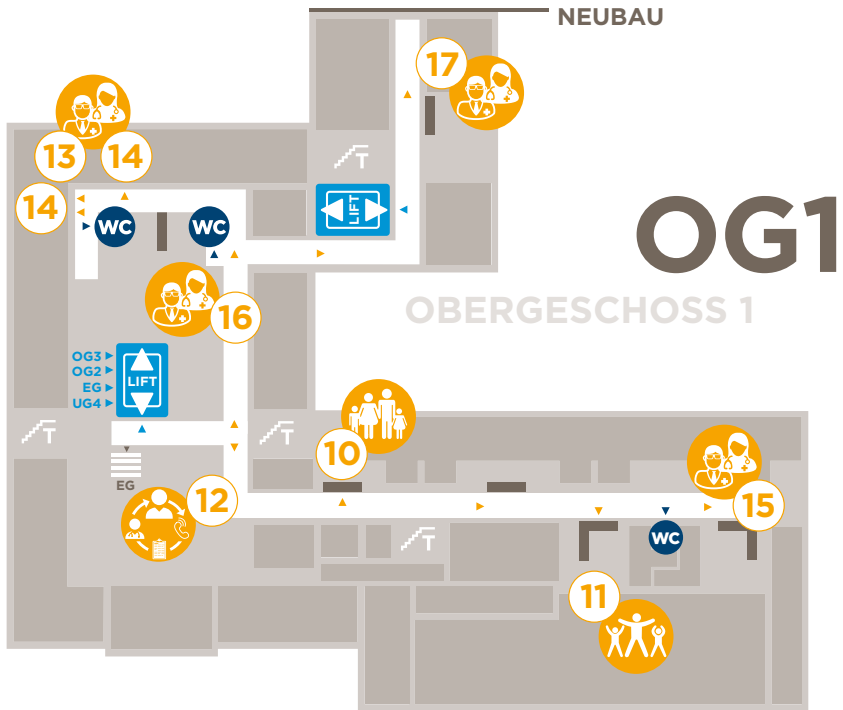 NEUBAU
17
13
14
14
WC
WC
LIFT
OG1
OBERGESCHOSS 1
16
OG3
OG2
EG
UG4
LIFT
T
T
T
T
10
EG
12
15
WC
11